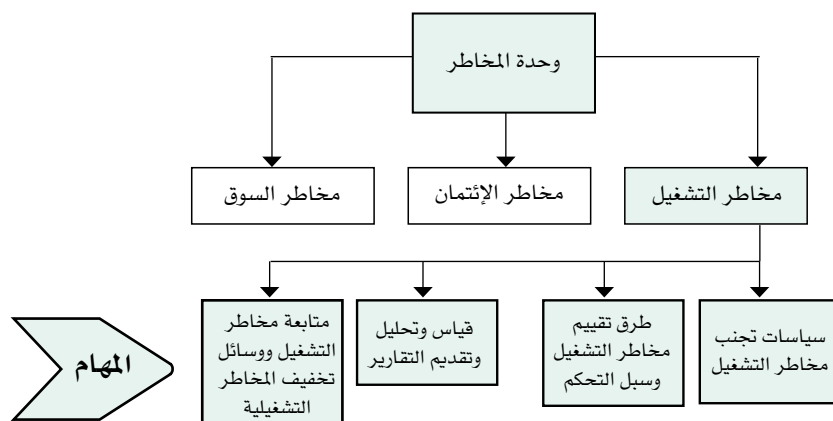 وحدة المخاطر
مخاطر التشغيل
مخاطر الإئتمان
مخاطر السوق
سياسات تجنب
مخاطر التشغيل
طرق تقييم
مخاطر التشغيل
وسبل التحكم
قياس وتحليل
وتقديم التقارير
متابعة مخاطر
التشغيل ووسائل
تخفيف المخاطر
التشغيلية
المهام